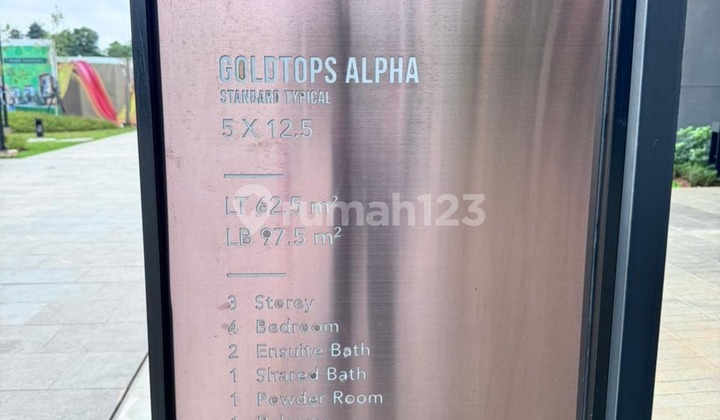 GOLDTOPS ALPHA
STANDARD TYPICAL
5 X 12.5
LT 62.5 m²
rumah123
LB 97.5 m²
3 Storey
4 Bedroom
2 Ensuite Bath
1 Shared Bath
1 Powder Room